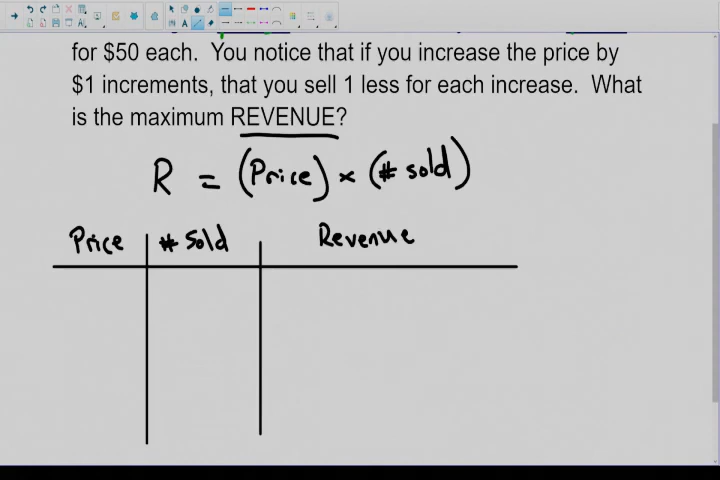 for $50 each. You notice that if you increase the price by
$1 increments, that you sell 1 less for each increase. What
is the maximum REVENUE?
R = (Price) × (# sold)
Price # Sold Revenue